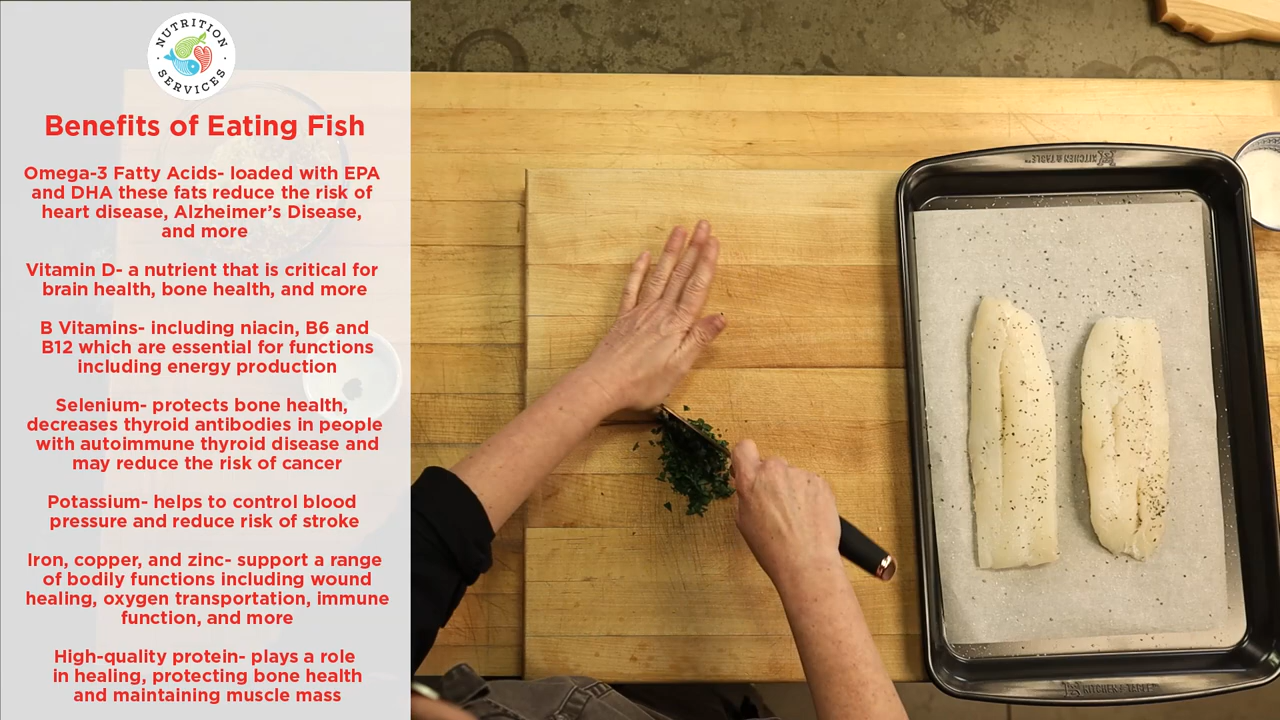 NUTRITION
SERVICES
Benefits of Eating Fish
Omega-3 Fatty Acids- loaded with EPA
and DHA these fats reduce the risk of
heart disease, Alzheimer's Disease,
and more
Vitamin D- a nutrient that is critical for
brain health, bone health, and more
B Vitamins- including niacin, B6 and
B12 which are essential for functions
including energy production
Selenium- protects bone health,
decreases thyroid antibodies in people
with autoimmune thyroid disease and
may reduce the risk of cancer
Potassium- helps to control blood
pressure and reduce risk of stroke
Iron, copper, and zinc- support a range
of bodily functions including wound
healing, oxygen transportation, immune
function, and more
High-quality protein- plays a role
in healing, protecting bone health
and maintaining muscle mass
KITCHEN & TABLE
KITCHEN & TABLE